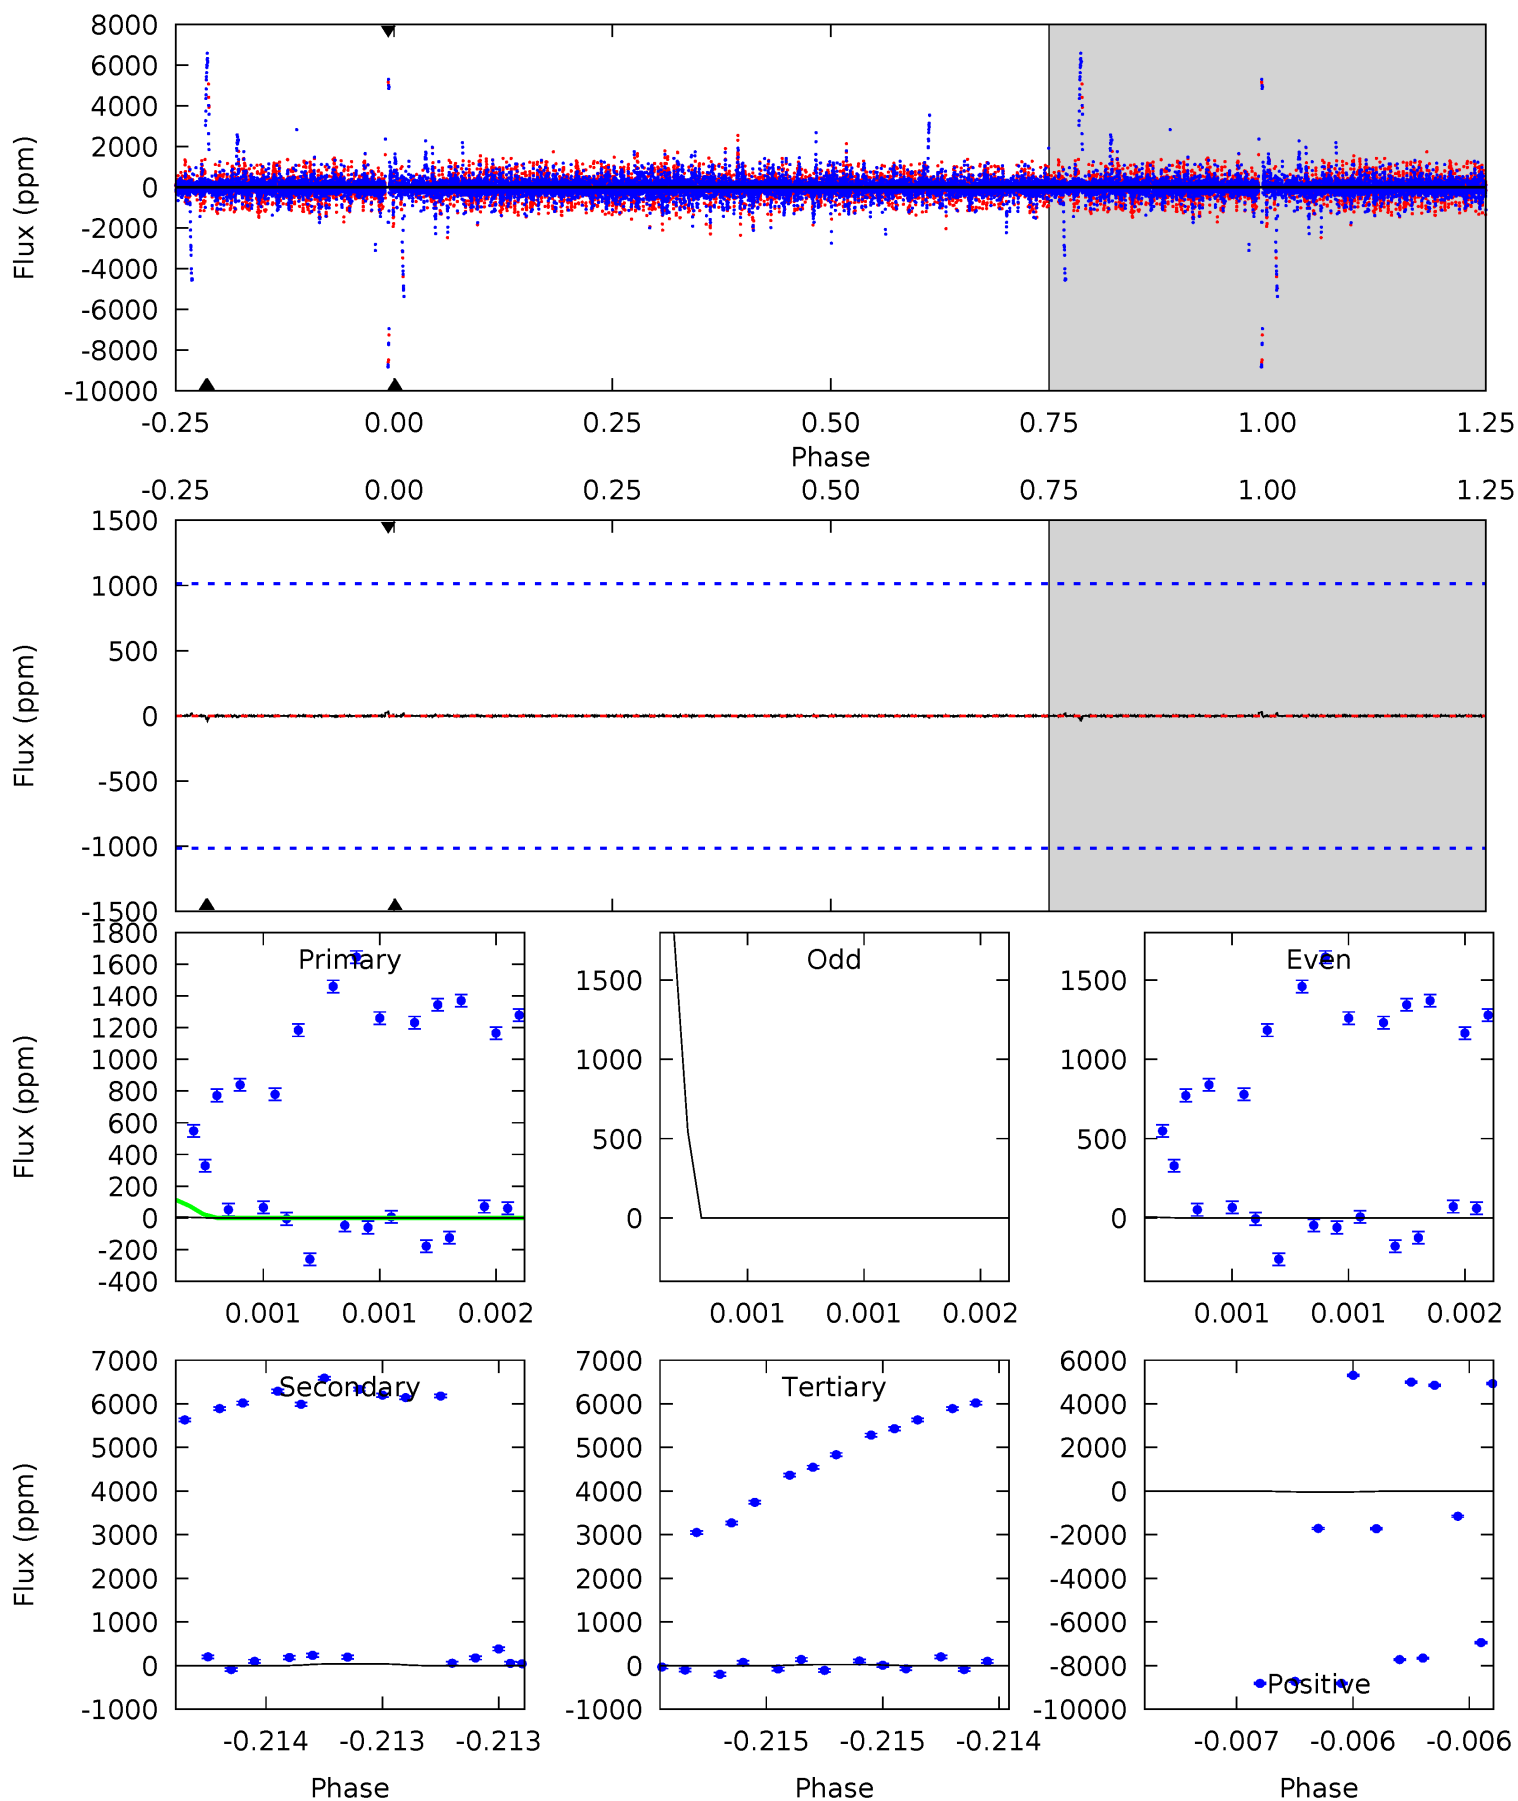 8000
6000
4000
2000
0
-2000
-4000
-6000
-8000
-10000
Flux (ppm)
-0.25 0.00 0.25 0.50 0.75 1.00 1.25
Phase
-0.25 0.00 0.25 0.50 0.75 1.00 1.25
1500
1000
500
0
-500
-1000
-1500
Flux (ppm)
1800
1600
1400
1200
1000
800
600
400
200
0
-200
-400
Flux (ppm)
Primary
0.001 0.001 0.002
1500
1000
500
0
Odd
0.001 0.001 0.002
1500
1000
500
0
Even
0.001 0.001 0.002
7000
6000
5000
4000
3000
2000
1000
0
-1000
Flux (ppm)
Secondary
-0.214 -0.213 -0.213
Phase
7000
6000
5000
4000
3000
2000
1000
0
-1000
Tertiary
-0.215 -0.215 -0.214
Phase
6000
4000
2000
0
-2000
-4000
-6000
-8000
-10000
Positive
-0.007 -0.006 -0.006
Phase